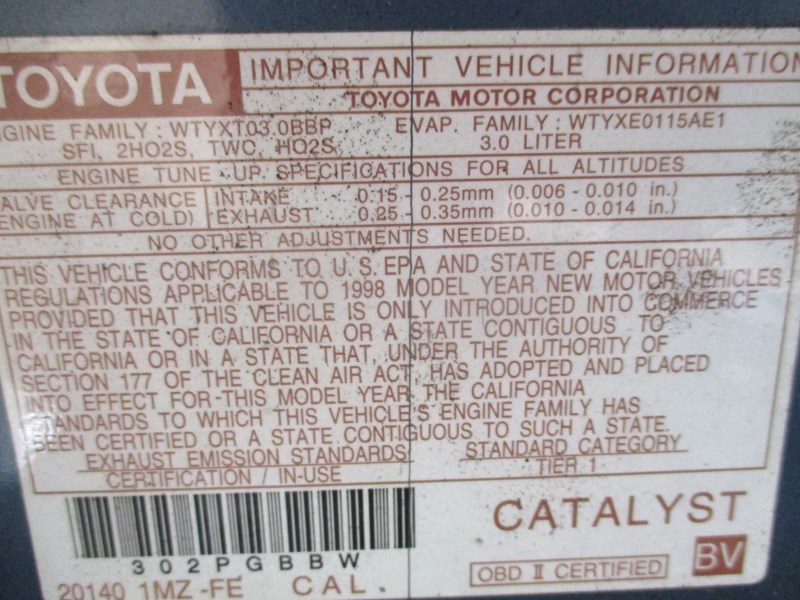 TOYOTA IMPORTANT VEHICLE INFORMATION
TOYOTA MOTOR CORPORATION
NGINE FAMILY : WTYXT03.0BBP EVAP. FAMILY : WTYXE0115AE1
SFI, 2HO2S, TWC, HO2S 3.0 LITER
ENGINE TUNE - UP SPECIFICATIONS FOR ALL ALTITUDES
VALVE CLEARANCE INTAKE 0.15 - 0.25mm (0.006 - 0.010 in.)
(ENGINE AT COLD) EXHAUST 0.25 - 0.35mm (0.010 - 0.014 in.)
NO OTHER ADJUSTMENTS NEEDED.
THIS VEHICLE CONFORMS TO U.S. EPA AND STATE OF CALIFORNIA
REGULATIONS APPLICABLE TO 1998 MODEL YEAR NEW MOTOR VEHICLES
PROVIDED THAT THIS VEHICLE IS ONLY INTRODUCED INTO COMMERCE
IN THE STATE OF CALIFORNIA OR A STATE CONTIGUOUS TO
CALIFORNIA OR IN A STATE THAT, UNDER THE AUTHORITY OF
SECTION 177 OF THE CLEAN AIR ACT, HAS ADOPTED AND PLACED
INTO EFFECT FOR THIS MODEL YEAR THE CALIFORNIA
STANDARDS TO WHICH THIS VEHICLE'S ENGINE FAMILY HAS
BEEN CERTIFIED OR A STATE CONTIGUOUS TO SUCH A STATE.
EXHAUST EMISSION STANDARDS STANDARD CATEGORY
CERTIFICATION / IN-USE TIER 1
302PGBBW
CATALYST
20140 1MZ-FE CAL. OBD II CERTIFIED BV